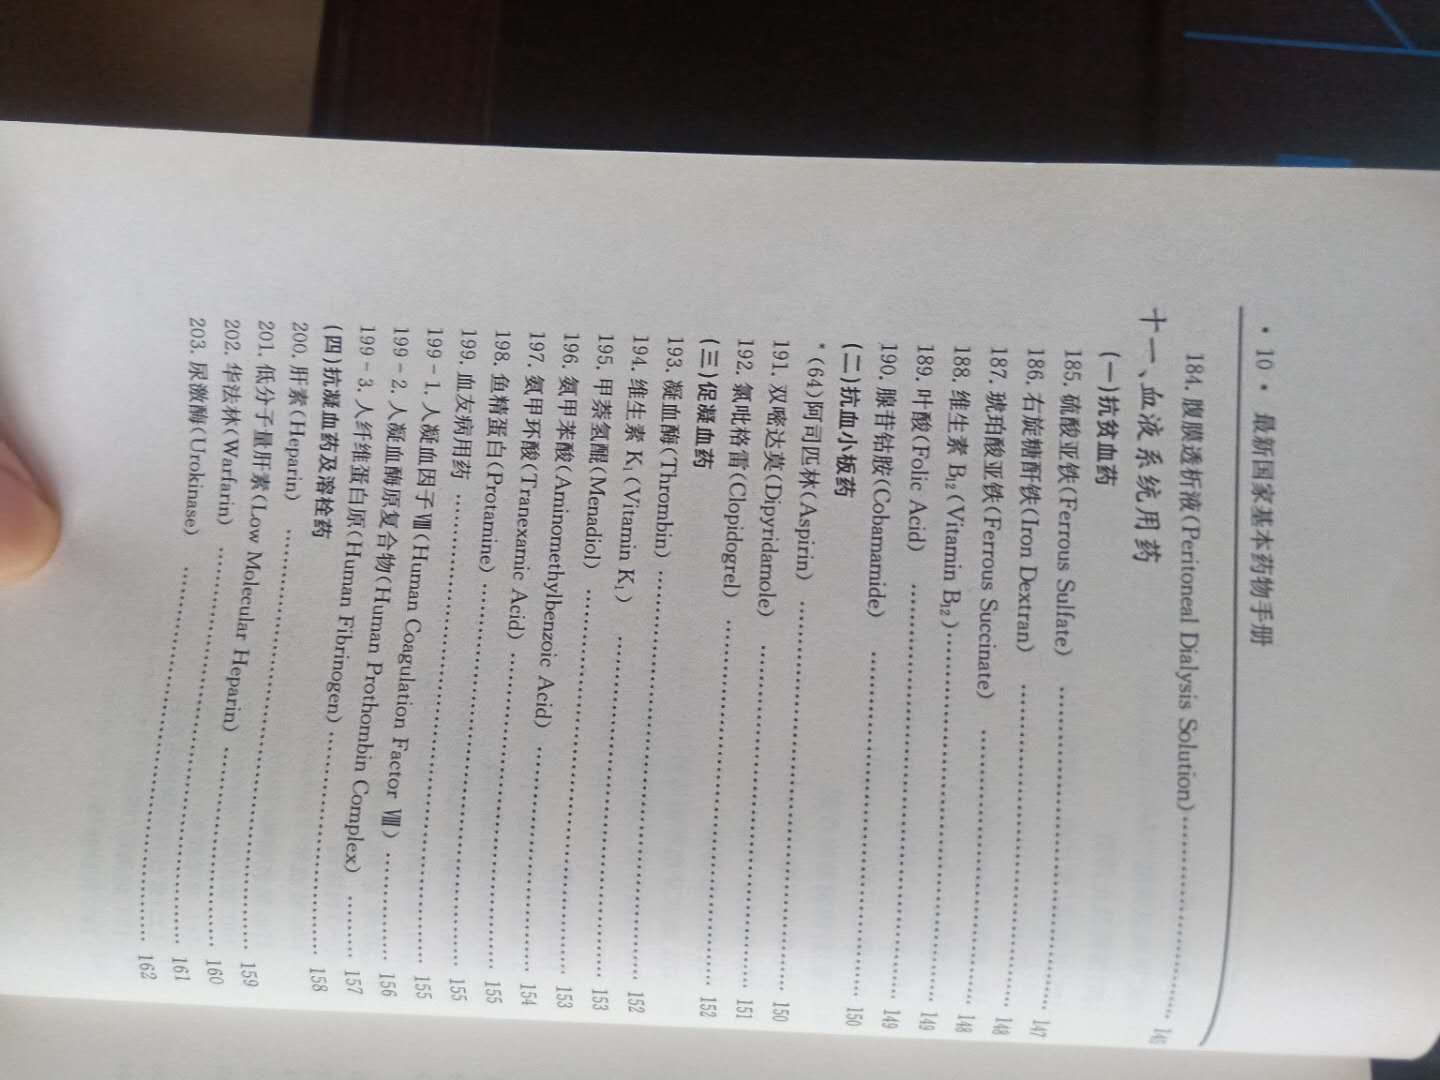 · 10 · 最新国家基本药物手册
184. 腹膜透析液(Peritoneal Dialysis Solution) …… 146
十一、血液系统用药
(一)抗贫血药
185. 硫酸亚铁(Ferrous Sulfate) …… 147
186. 右旋糖酐铁(Iron Dextran) …… 148
187. 琥珀酸亚铁(Ferrous Succinate) …… 148
188. 维生素 B₁₂(Vitamin B₁₂) …… 149
189. 叶酸(Folic Acid) …… 149
190. 腺苷钴胺(Cobamamide) …… 150
(二)抗血小板药
*(64)阿司匹林(Aspirin) …… 150
191. 双嘧达莫(Dipyridamole) …… 151
192. 氯吡格雷(Clopidogrel) …… 152
(三)促凝血药
193. 凝血酶(Thrombin) …… 152
194. 维生素 K₁(Vitamin K₁) …… 153
195. 甲萘氢醌(Menadiol) …… 153
196. 氨甲苯酸(Aminomethylbenzoic Acid) …… 154
197. 氨甲环酸(Tranexamic Acid) …… 155
198. 鱼精蛋白(Protamine) …… 155
199. 血友病用药 …… 155
199－1. 人凝血因子Ⅷ(Human Coagulation Factor Ⅷ) …… 156
199－2. 人凝血酶原复合物(Human Prothombin Complex) …… 157
199－3. 人纤维蛋白原(Human Fibrinogen) …… 158
(四)抗凝血药及溶栓药
200. 肝素(Heparin) …… 159
201. 低分子量肝素(Low Molecular Heparin) …… 160
202. 华法林(Warfarin) …… 161
203. 尿激酶(Urokinase) …… 162